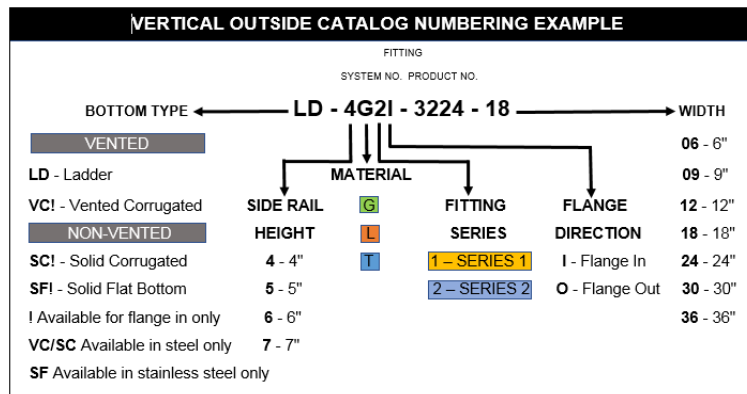 VERTICAL OUTSIDE CATALOG NUMBERING EXAMPLE
FITTING
SYSTEM NO. PRODUCT NO.
BOTTOM TYPE LD - 4G2I - 3224 - 18 WIDTH
VENTED 06 - 6"
LD - Ladder MATERIAL 09 - 9"
VC! - Vented Corrugated SIDE RAIL G FITTING FLANGE 12 - 12"
NON-VENTED HEIGHT L SERIES DIRECTION 18 - 18"
SC! - Solid Corrugated 4 - 4" T 1 – SERIES 1 I - Flange In 24 - 24"
SF! - Solid Flat Bottom 5 - 5" 2 – SERIES 2 O - Flange Out 30 - 30"
! Available for flange in only 6 - 6" 36 - 36"
VC/SC Available in steel only 7 - 7"
SF Available in stainless steel only